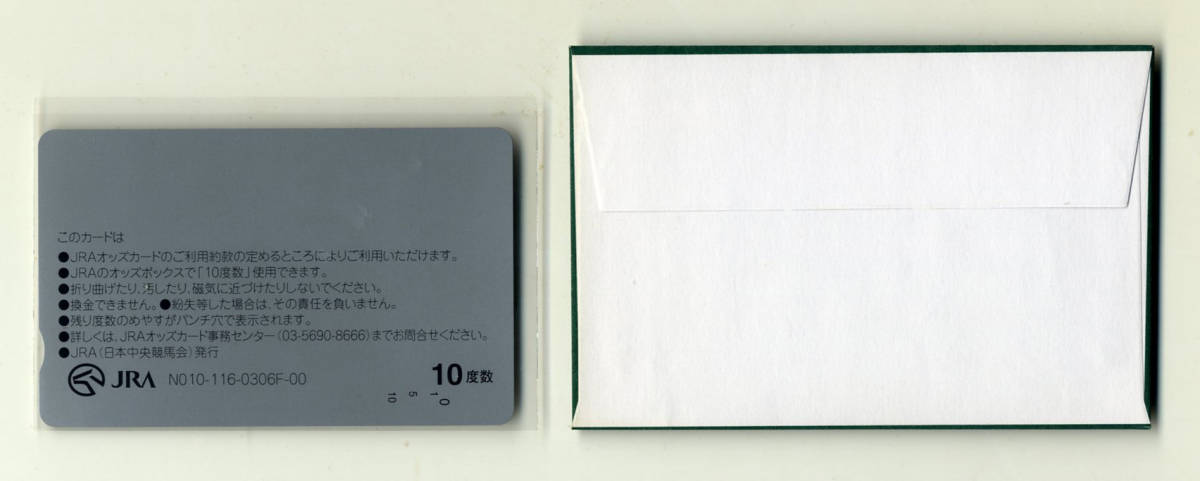 このカードは
●JRAオッズカードのご利用約款の定めるところによりご利用いただけます。
●JRAのオッズボックスで「10度数」使用できます。
●折り曲げたり、汚したり、磁気に近づけたりしないでください。
●換金できません。●紛失等した場合は、その責任を負いません。
●残り度数のめやすがパンチ穴で表示されます。
●詳しくは、JRAオッズカード事務センター(03-5690-8666)までお問合せください。
●JRA(日本中央競馬会)発行
JRA N010-116-0306F-00 10度数
10 5 1 0